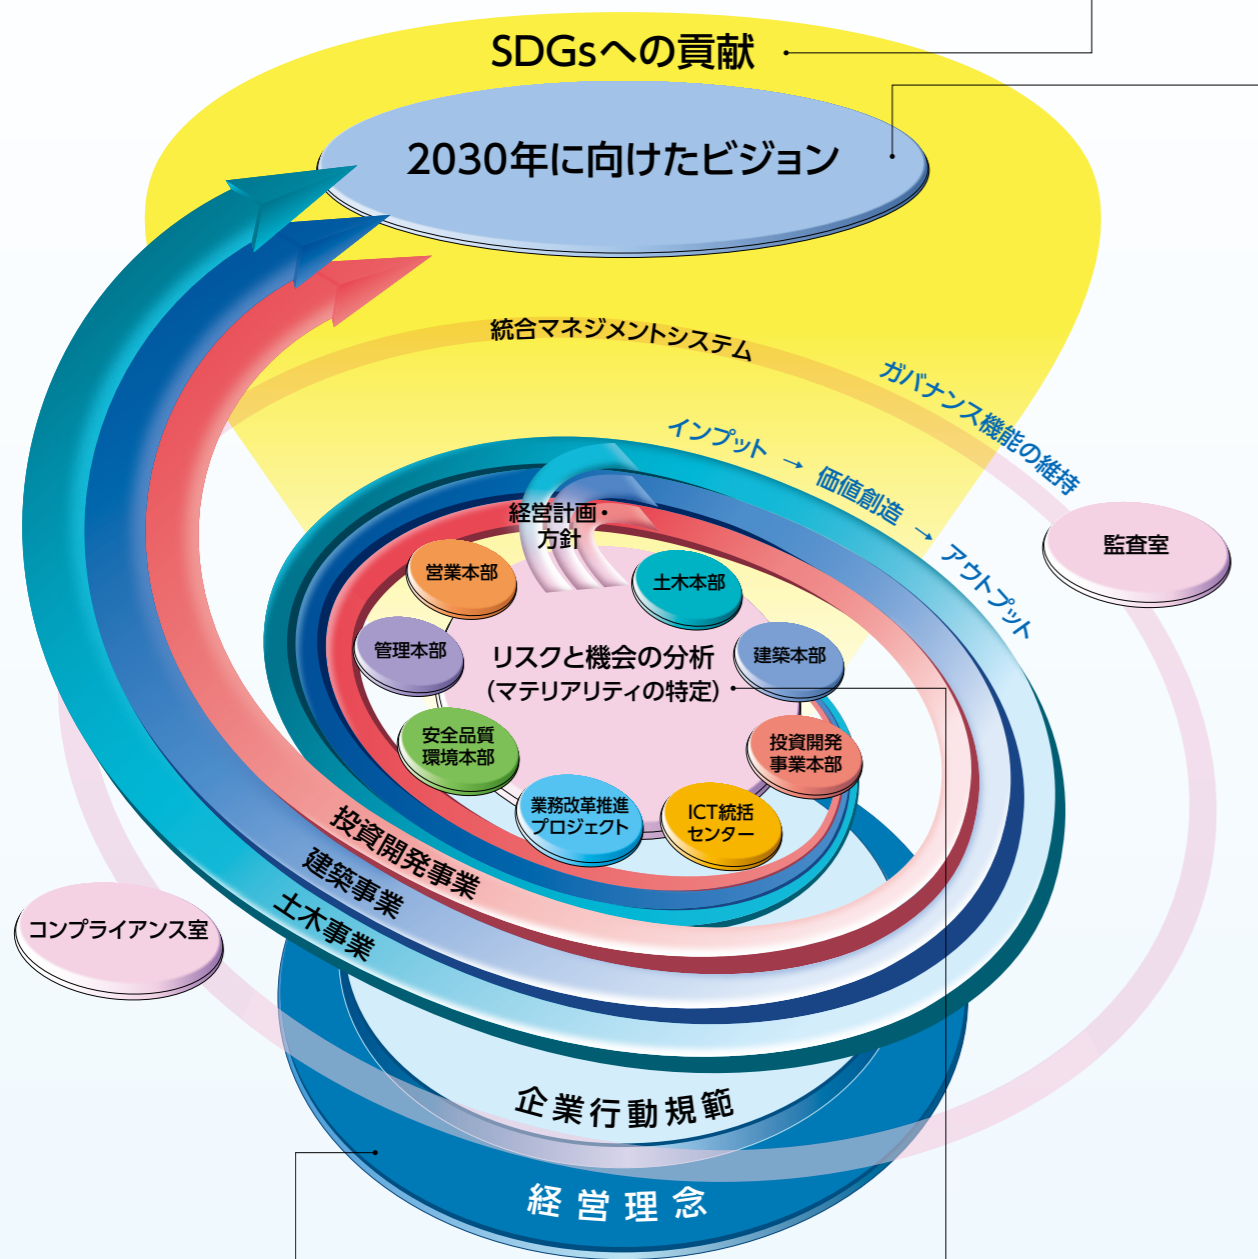 SDGsへの貢献
2030年に向けたビジョン
統合マネジメントシステム
ガバナンス機能の維持
インプット → 価値創造 → アウトプット
監査室
経営計画・
方針
営業本部
土木本部
管理本部
リスクと機会の分析
(マテリアリティの特定)
建築本部
安全品質
環境本部
投資開発
事業本部
業務改革推進
プロジェクト
ICT統括
センター
投資開発事業
建築事業
土木事業
コンプライアンス室
企業行動規範
経営理念